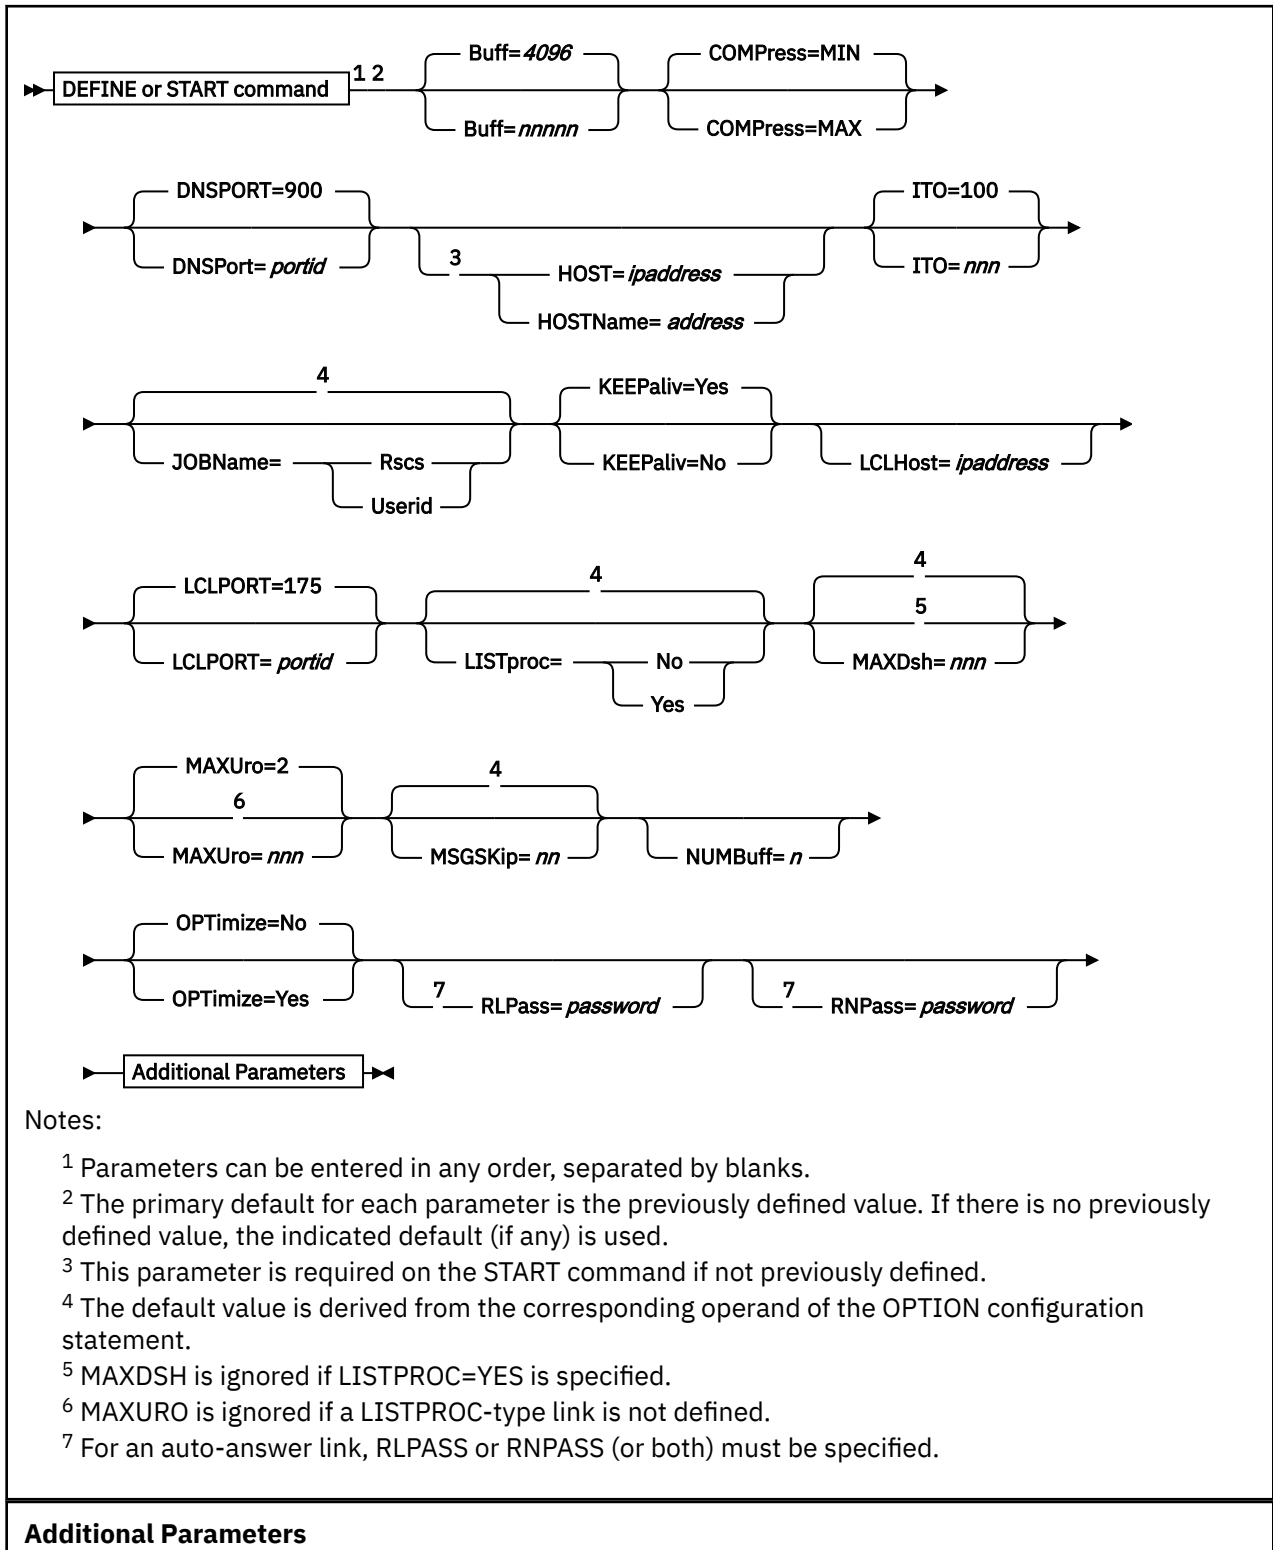 Buff=4096 COMPress=MIN
DEFINE or START command 1 2
Buff=nnnnn COMPress=MAX
DNSPORT=900 ITO=100
DNSPort= portid 3 HOST=ipaddress ITO=nnn
HOSTName= address
4 KEEPaliv=Yes
JOBName= Rscs KEEPaliv=No LCLHost= ipaddress
Userid
4
LCLPORT=175 4
5
LCLPORT= portid LISTproc= No MAXDsh= nnn
Yes
MAXUro=2 4
6
MAXUro= nnn MSGSKip= nn NUMBuff= n
OPTimize=No
OPTimize=Yes 7 RLPass= password 7 RNPass= password
Additional Parameters
Notes:
1 Parameters can be entered in any order, separated by blanks.
2 The primary default for each parameter is the previously defined value. If there is no previously
defined value, the indicated default (if any) is used.
3 This parameter is required on the START command if not previously defined.
4 The default value is derived from the corresponding operand of the OPTION configuration
statement.
5 MAXDSH is ignored if LISTPROC=YES is specified.
6 MAXURO is ignored if a LISTPROC-type link is not defined.
7 For an auto-answer link, RLPASS or RNPASS (or both) must be specified.
Additional Parameters